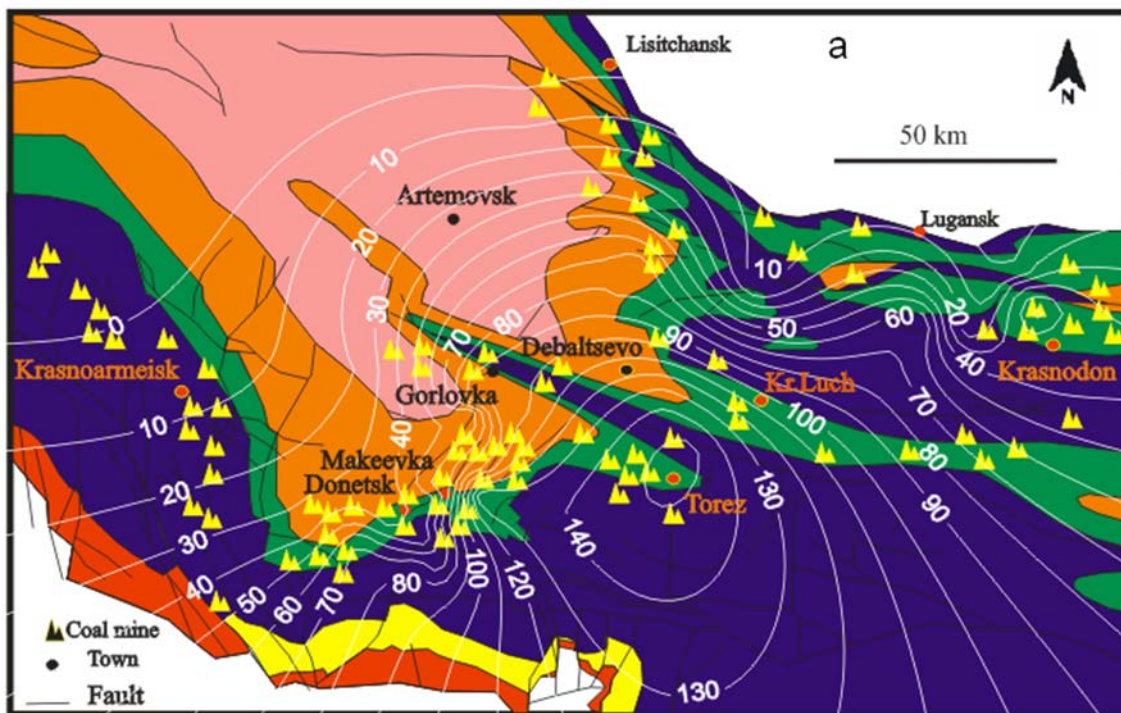 a
Lisitchansk
N
50 km
10
Artemovsk
Lugansk
20
10
30
0
80
20
70
90
50
60
Debaltsevo
40
Krasnoarmeisk
Krasnodon
Gorlovka
Kr.Luch
70
10
40
100
Makeevka
80
Donetsk
130
20
Torez
90
30
140
40
100
50
80
120
60
70
Coal mine
Town
Fault
130